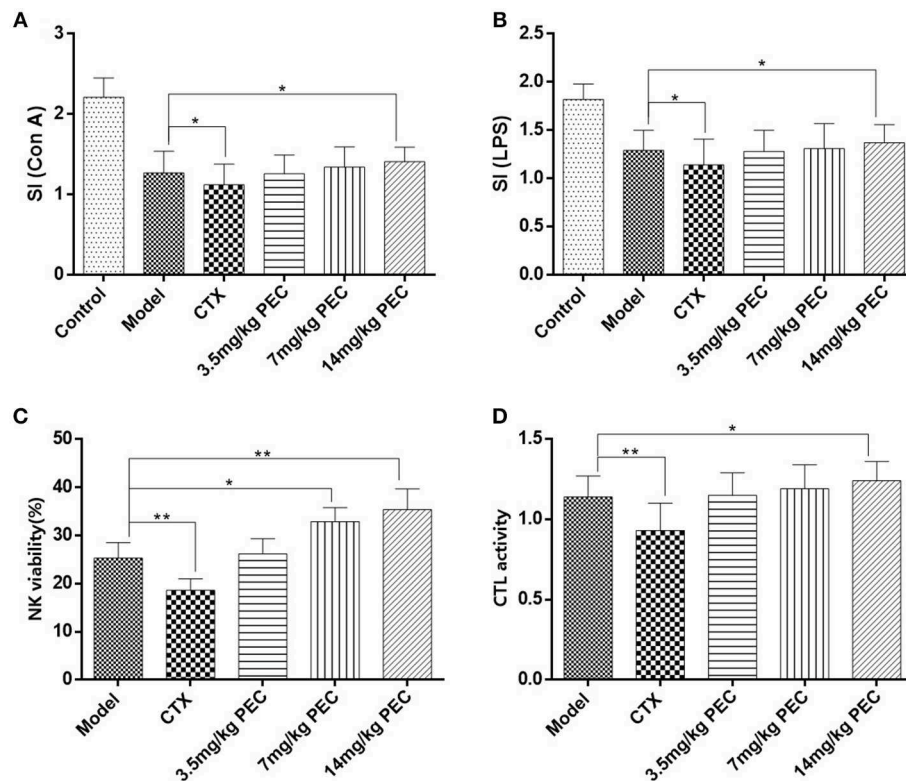 A
SI (Con A)
3
2
1
0
*
*
Control
Model
CTX
3.5mg/kg PEC
7mg/kg PEC
14mg/kg PEC
B
SI (LPS)
2.5
2.0
1.5
1.0
0.5
0.0
*
*
Control
Model
CTX
3.5mg/kg PEC
7mg/kg PEC
14mg/kg PEC
C
NK viability(%)
50
40
30
20
10
0
**
*
**
Model
CTX
3.5mg/kg PEC
7mg/kg PEC
14mg/kg PEC
D
CTL activity
1.5
1.0
0.5
0.0
*
**
Model
CTX
3.5mg/kg PEC
7mg/kg PEC
14mg/kg PEC